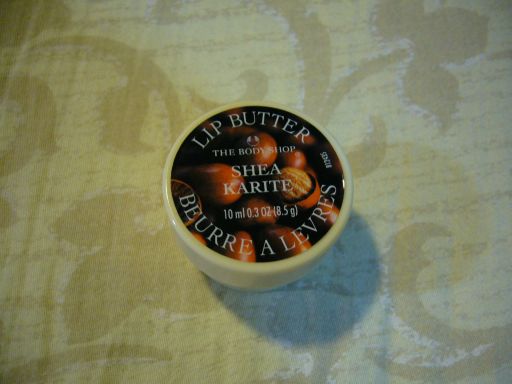 LIP BUTTER
THE BODY SHOP
SHEA
KARITE
10 ml 0.3 OZ (8.5 g)
BEURRE A LEVRES